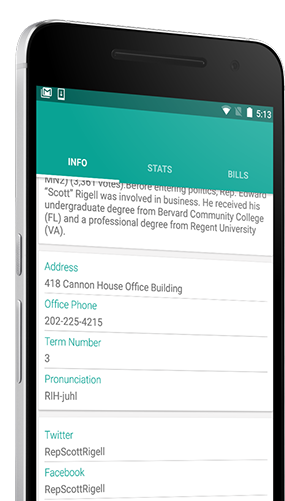 5:13
INFO
STATS
BILLS
MN2) (3,361 votes).Before entering politics, Rep. Edward
"Scott" Rigell was involved in business. He received his
undergraduate degree from Bervard Community College
(FL) and a professional degree from Regent University
(VA).
Address
418 Cannon House Office Building
Office Phone
202-225-4215
Term Number
3
Pronunciation
RIH-juhl
Twitter
RepScottRigell
Facebook
RepScottRigell